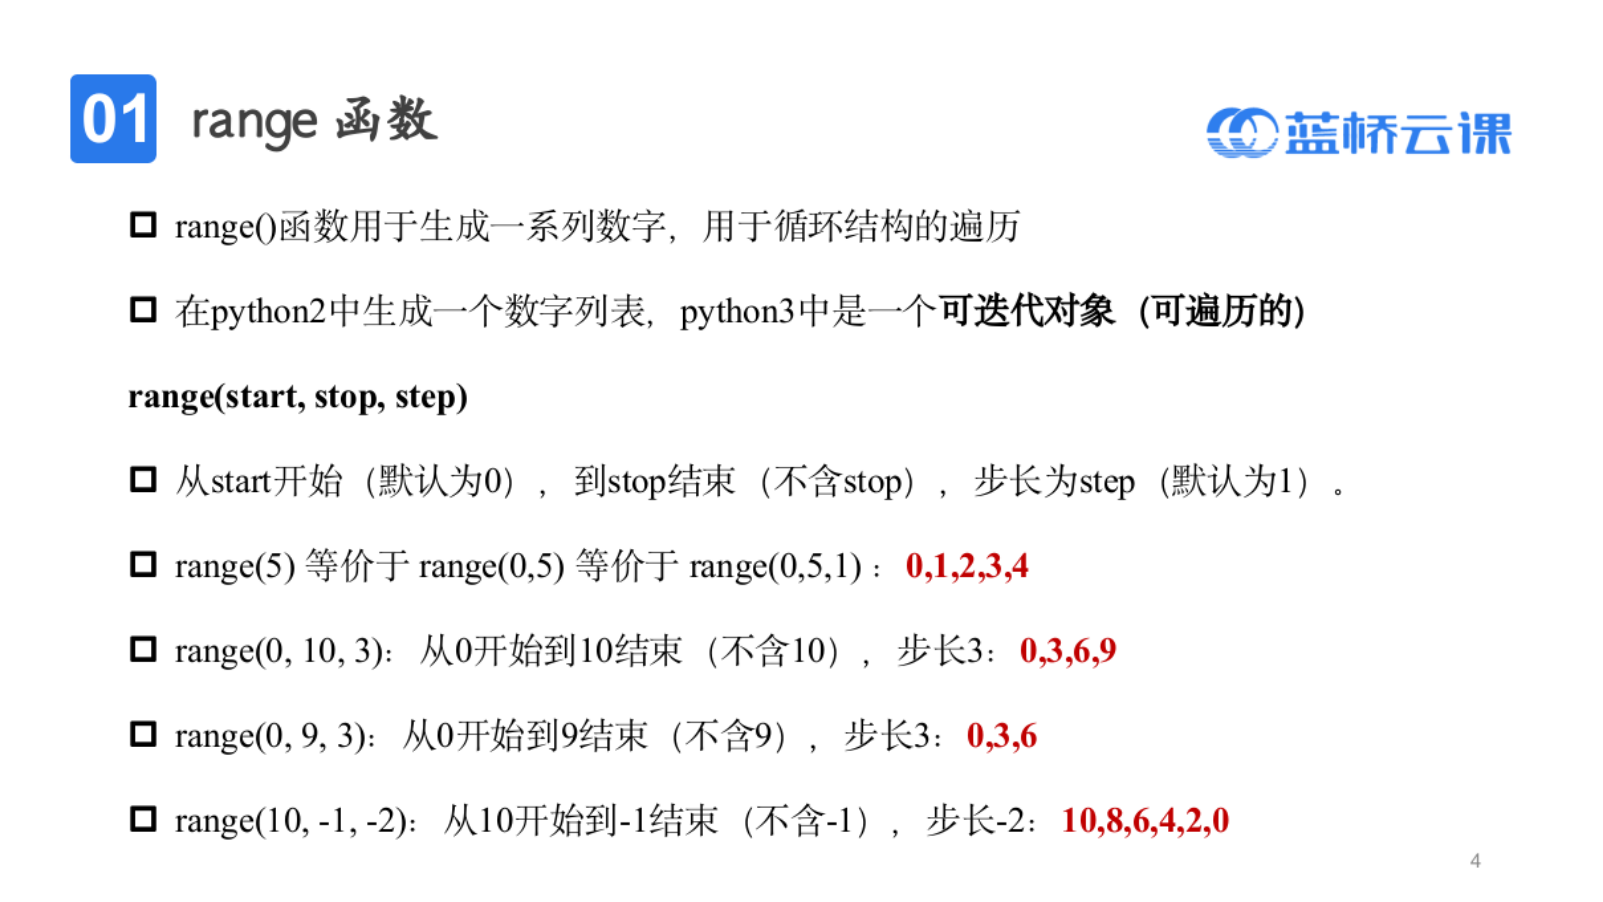 01 range 函数
蓝桥云课
range()函数用于生成一系列数字，用于循环结构的遍历
在python2中生成一个数字列表，python3中是一个可迭代对象（可遍历的）
range(start, stop, step)
从start开始（默认为0），到stop结束（不含stop），步长为step（默认为1）。
range(5) 等价于 range(0,5) 等价于 range(0,5,1)：0,1,2,3,4
range(0, 10, 3)：从0开始到10结束（不含10），步长3：0,3,6,9
range(0, 9, 3)：从0开始到9结束（不含9），步长3：0,3,6
range(10, -1, -2)：从10开始到-1结束（不含-1），步长-2：10,8,6,4,2,0
4